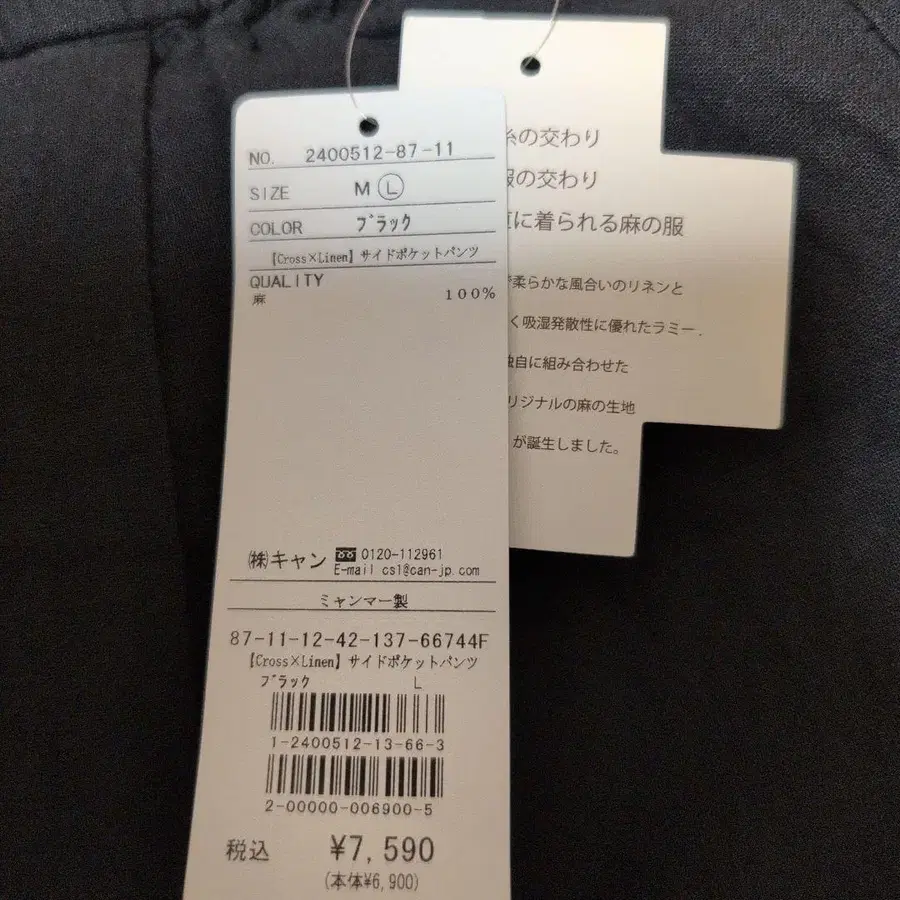 NO. 2400512-87-11
SIZE M Ⓛ
COLOR ブラック
【Cross×Linen】サイドポケットパンツ
QUALITY
麻 100%
㈱キャン 0120-112961
E-mail cs1@can-jp.com
ミャンマー製
87-11-12-42-137-66744F
【Cross×Linen】サイドポケットパンツ
ブラック L
1-2400512-13-66-3
2-00000-006900-5
税込 ¥7,590
(本体¥6,900)
糸の交わり
服の交わり
に着られる麻の服
柔らかな風合いのリネンと
く吸湿発散性に優れたラミー.
独自に組み合わせた
リジナルの麻の生地
が誕生しました。